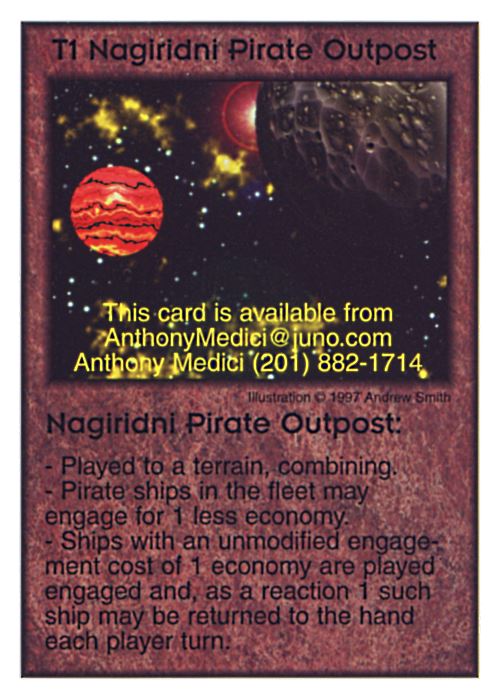 T1 Nagiridni Pirate Outpost
This card is available from
AnthonyMedici@juno.com
Anthony Medici (201) 882-1714
Illustration © 1997 Andrew Smith
Nagiridni Pirate Outpost:
- Played to a terrain, combining.
- Pirate ships in the fleet may
engage for 1 less economy.
- Ships with an unmodified engage-
ment cost of 1 economy are played
engaged and, as a reaction 1 such
ship may be returned to the hand
each player turn.